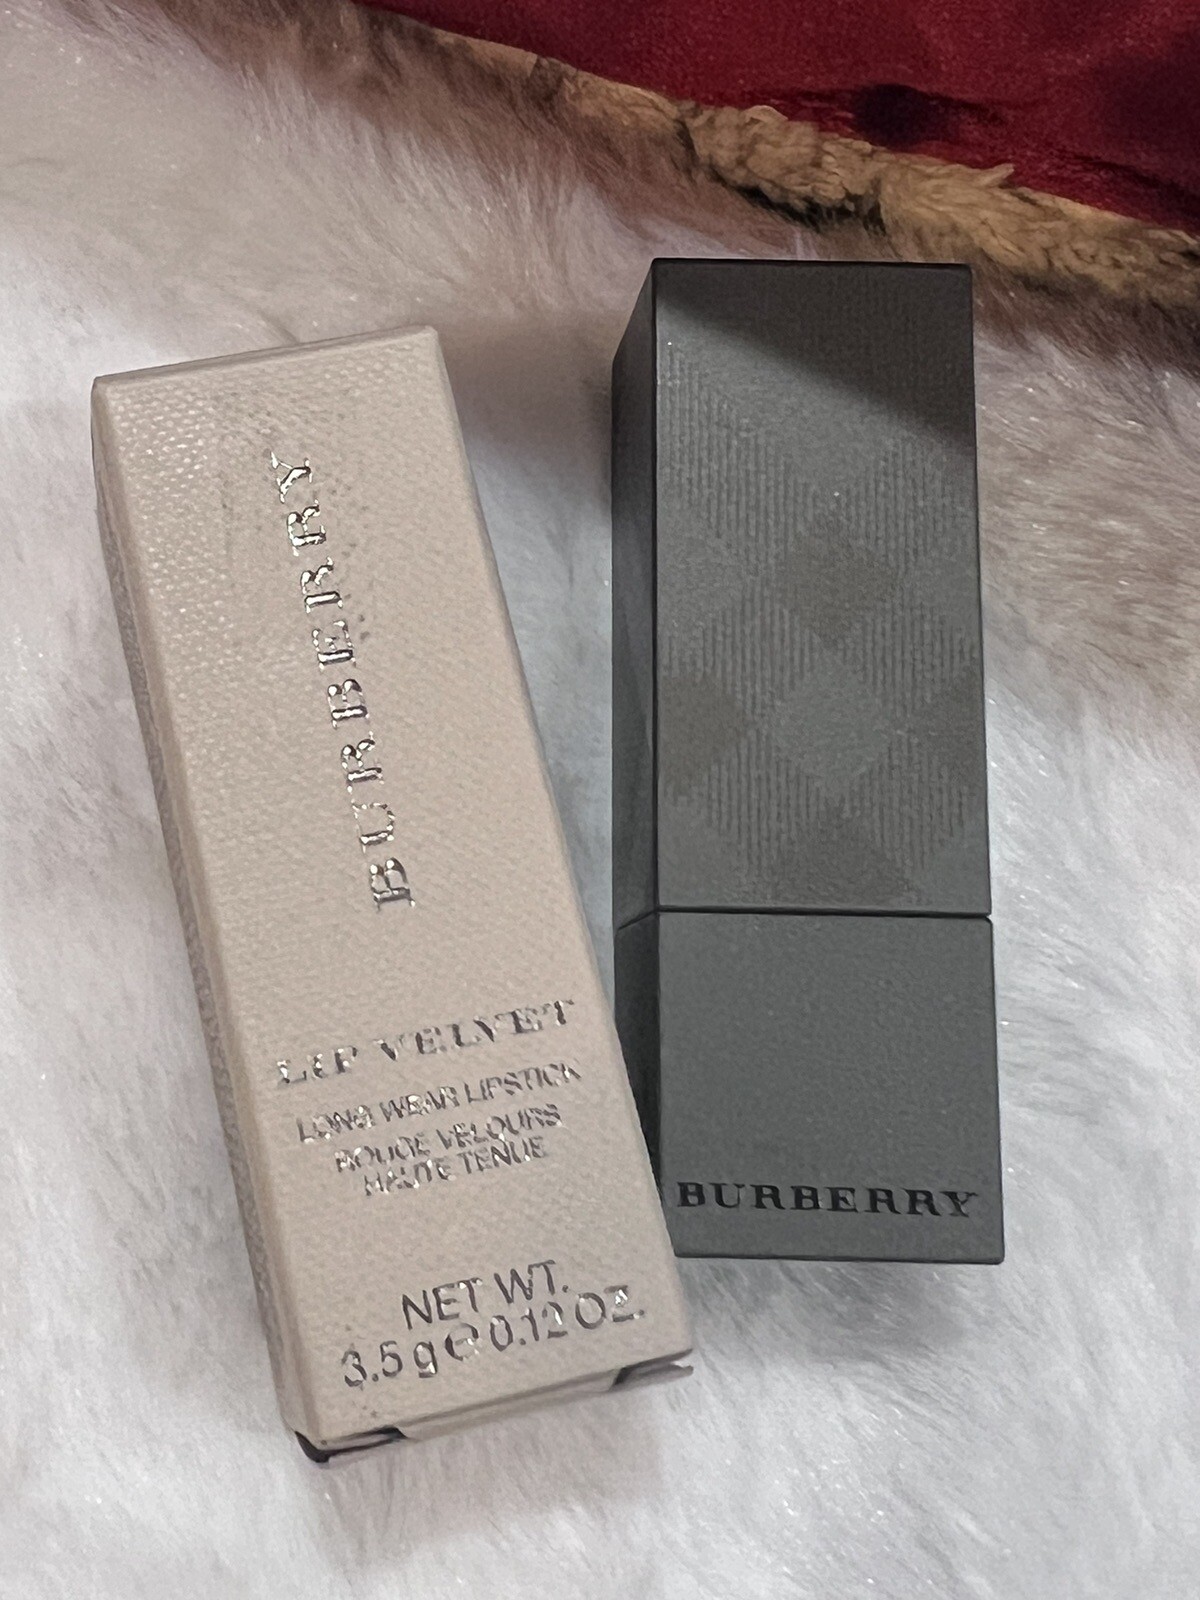 BURBERRY
LIP VELVET
LONG WEAR LIPSTICK
ROUGE VELOURS
HAUTE TENUE
NET WT.
3.5 g ℮ 0.12 OZ.
BURBERRY